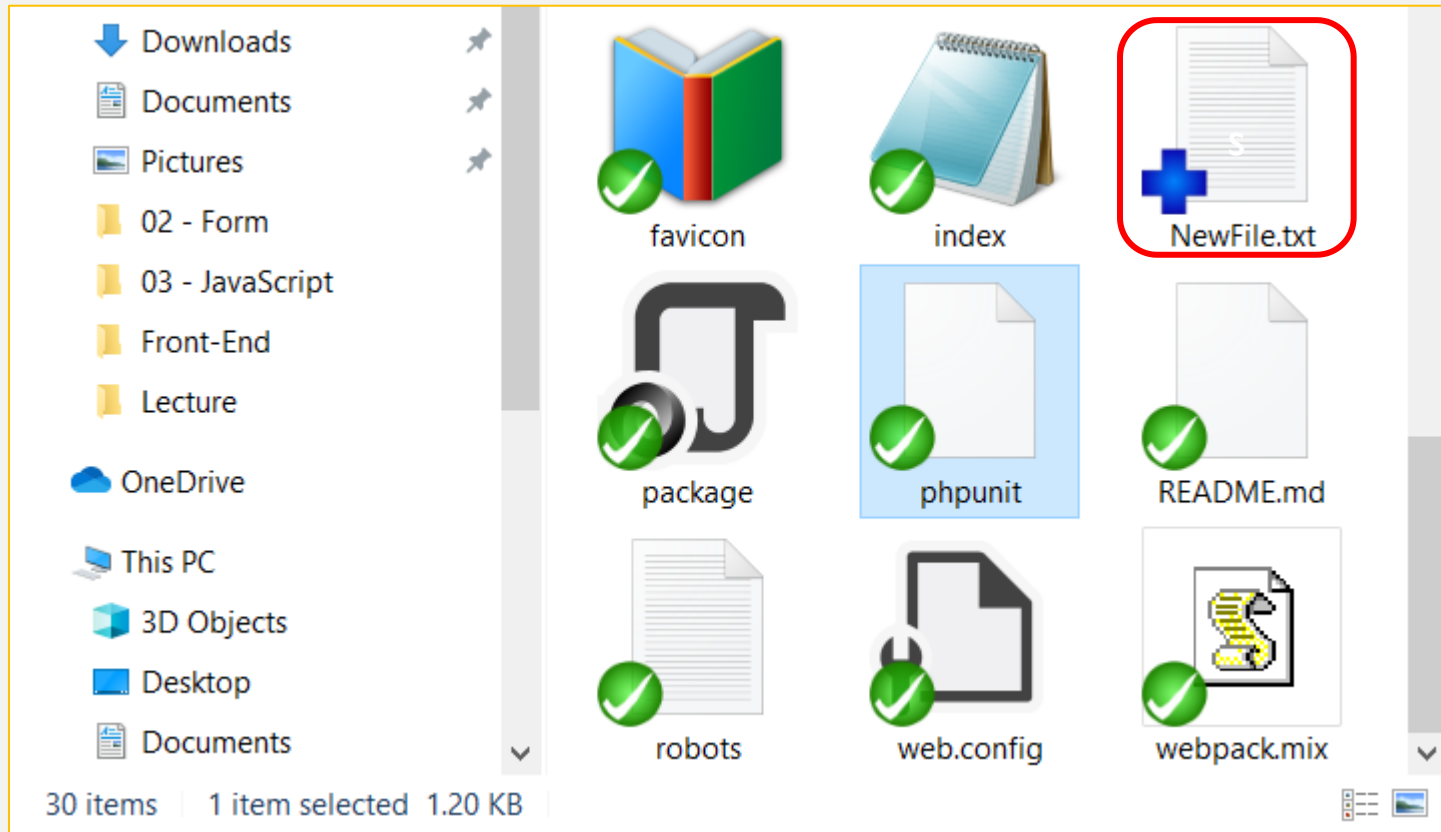 Downloads
Documents
Pictures
02 - Form
03 - JavaScript
Front-End
Lecture
OneDrive
This PC
3D Objects
Desktop
Documents
favicon
index
S
NewFile.txt
package
phpunit
README.md
robots
web.config
webpack.mix
30 items 1 item selected 1.20 KB